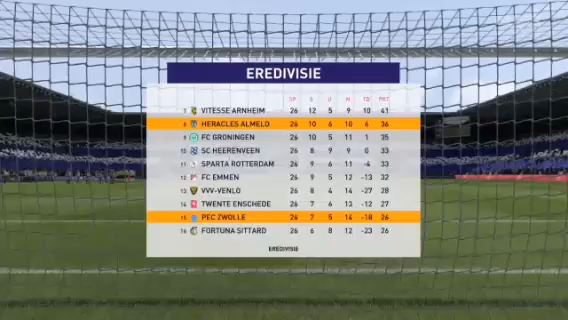 EREDIVISIE
SP S U N TD PKT
7 VITESSE ARNHEIM 26 12 5 9 10 41
8 HERACLES ALMELO 26 10 6 10 6 36
9 FC GRONINGEN 26 10 5 11 1 35
10 SC HEERENVEEN 26 8 9 9 0 33
11 SPARTA ROTTERDAM 26 9 6 11 -4 33
12 FC EMMEN 26 9 5 12 -13 32
13 VVV-VENLO 26 8 4 14 -27 28
14 TWENTE ENSCHEDE 26 7 6 13 -12 27
15 PEC ZWOLLE 26 7 5 14 -18 26
16 FORTUNA SITTARD 26 6 8 12 -23 26
EREDIVISIE